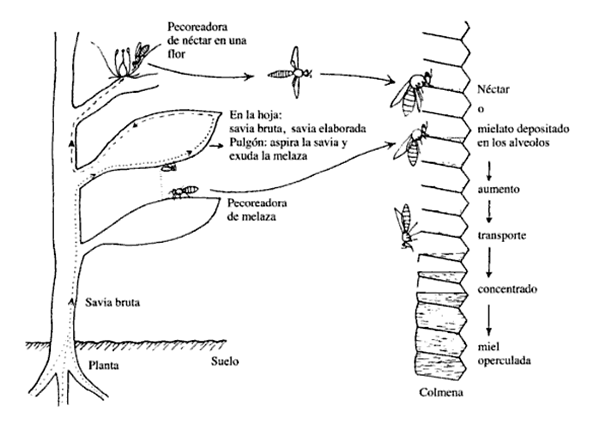 Pecoreadora
de néctar en una
flor
En la hoja:
savia bruta, savia elaborada
Pulgón: aspira la savia y
exuda la melaza
Pecoreadora
de melaza
Savia bruta
Planta
Suelo
Néctar
o
mielato depositado
en los alveolos
aumento
transporte
concentrado
miel
operculada
Colmena